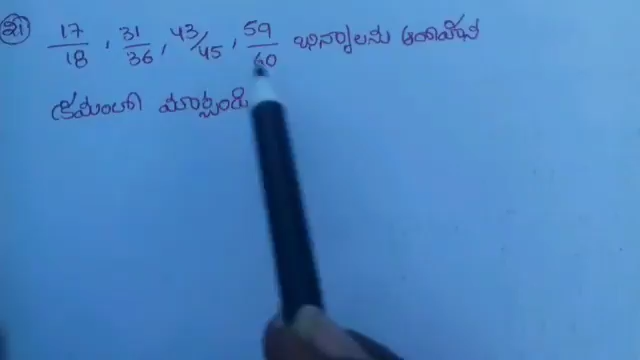 21) 17/18, 31/36, 43/45, 59/60 భిన్నాలను ఆరోహణ
క్రమంలో మార్చండి